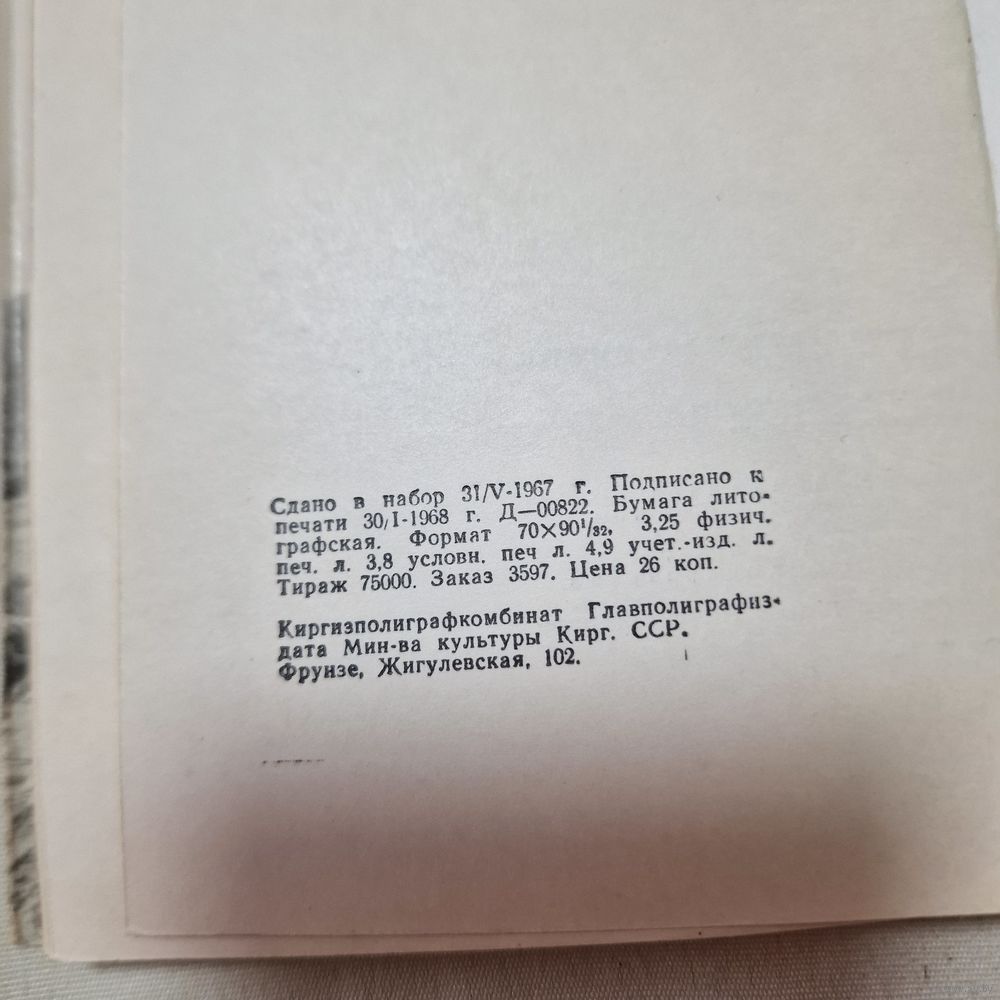 Сдано в набор 31/V-1967 г. Подписано к
печати 30/I-1968 г. Д—00822. Бумага лито-
графская. Формат 70×90¹/₃₂, 3,25 физич.
печ. л. 3,8 условн. печ л. 4,9 учет.-изд. л.
Тираж 75000. Заказ 3597. Цена 26 коп.
Киргизполиграфкомбинат Главполиграфиз-
дата Мин-ва культуры Кирг. ССР.
Фрунзе, Жигулевская, 102.